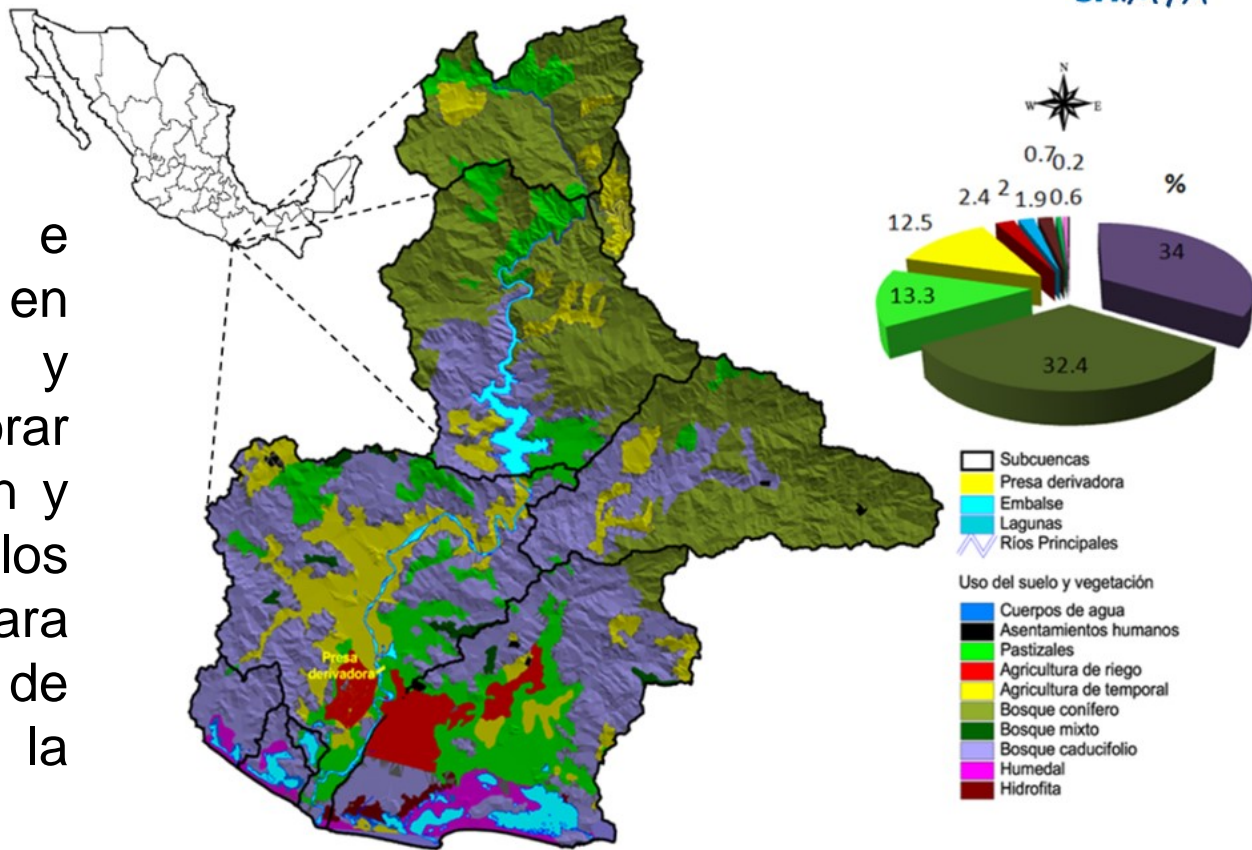 e
en
y
orar
n y
los
ara
de
la
N
W E
0.7 0.2
2.4 2 1.9 0.6
12.5
13.3
32.4
34
%
Subcuencas
Presa derivadora
Embalse
Lagunas
Ríos Principales
Uso del suelo y vegetación
Cuerpos de agua
Asentamientos humanos
Pastizales
Agricultura de riego
Agricultura de temporal
Bosque conífero
Bosque mixto
Bosque caducifolio
Humedal
Hidrofita
Presa
derivadora